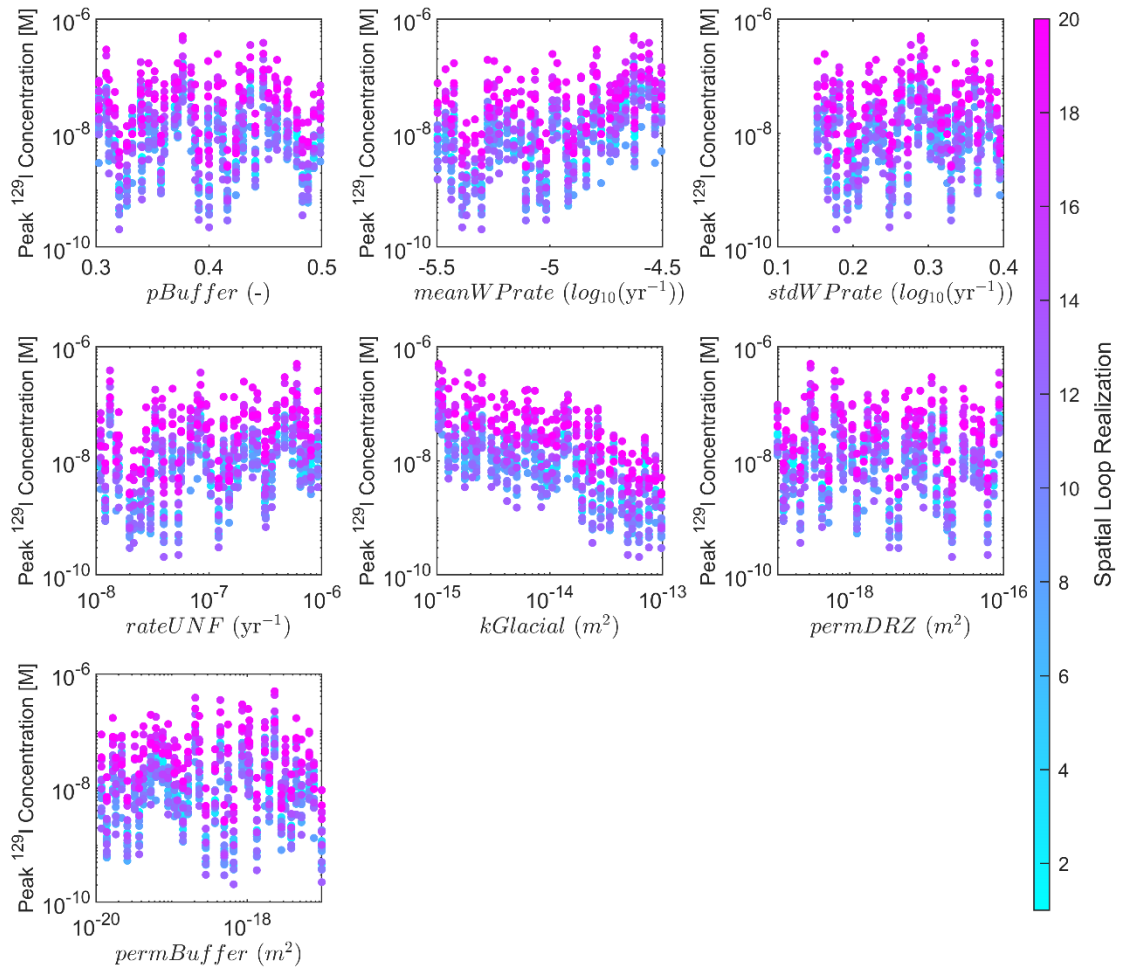 10^-6
10^-8
10^-10
Peak ^129I Concentration [M]
0.3 0.4 0.5
pBuffer (-)
10^-6
10^-8
10^-10
Peak ^129I Concentration [M]
-5.5 -5 -4.5
meanWPrate (log_10(yr^−1))
10^-6
10^-8
10^-10
Peak ^129I Concentration [M]
0.1 0.2 0.3 0.4
stdWPrate (log_10(yr^−1))
10^-6
10^-8
10^-10
Peak ^129I Concentration [M]
10^-8 10^-7 10^-6
rateUNF (yr^−1)
10^-6
10^-8
10^-10
Peak ^129I Concentration [M]
10^-15 10^-14 10^-13
kGlacial (m^2)
10^-6
10^-8
10^-10
Peak ^129I Concentration [M]
10^-18 10^-16
permDRZ (m^2)
10^-6
10^-8
10^-10
Peak ^129I Concentration [M]
10^-20 10^-18
permBuffer (m^2)
20
18
16
14
12
10
8
6
4
2
Spatial Loop Realization